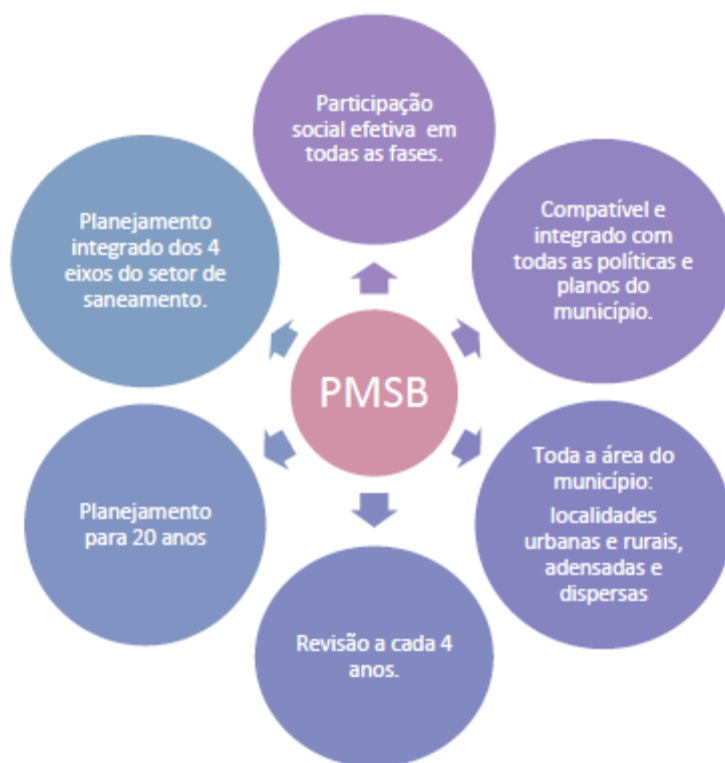 Participação
social efetiva em
todas as fases.
Compatível e
integrado com
todas as políticas e
planos do
município.
Toda a área do
município:
localidades
urbanas e rurais,
adensadas e
dispersas
Revisão a cada 4
anos.
Planejamento
para 20 anos
Planejamento
integrado dos 4
eixos do setor de
saneamento.
PMSB